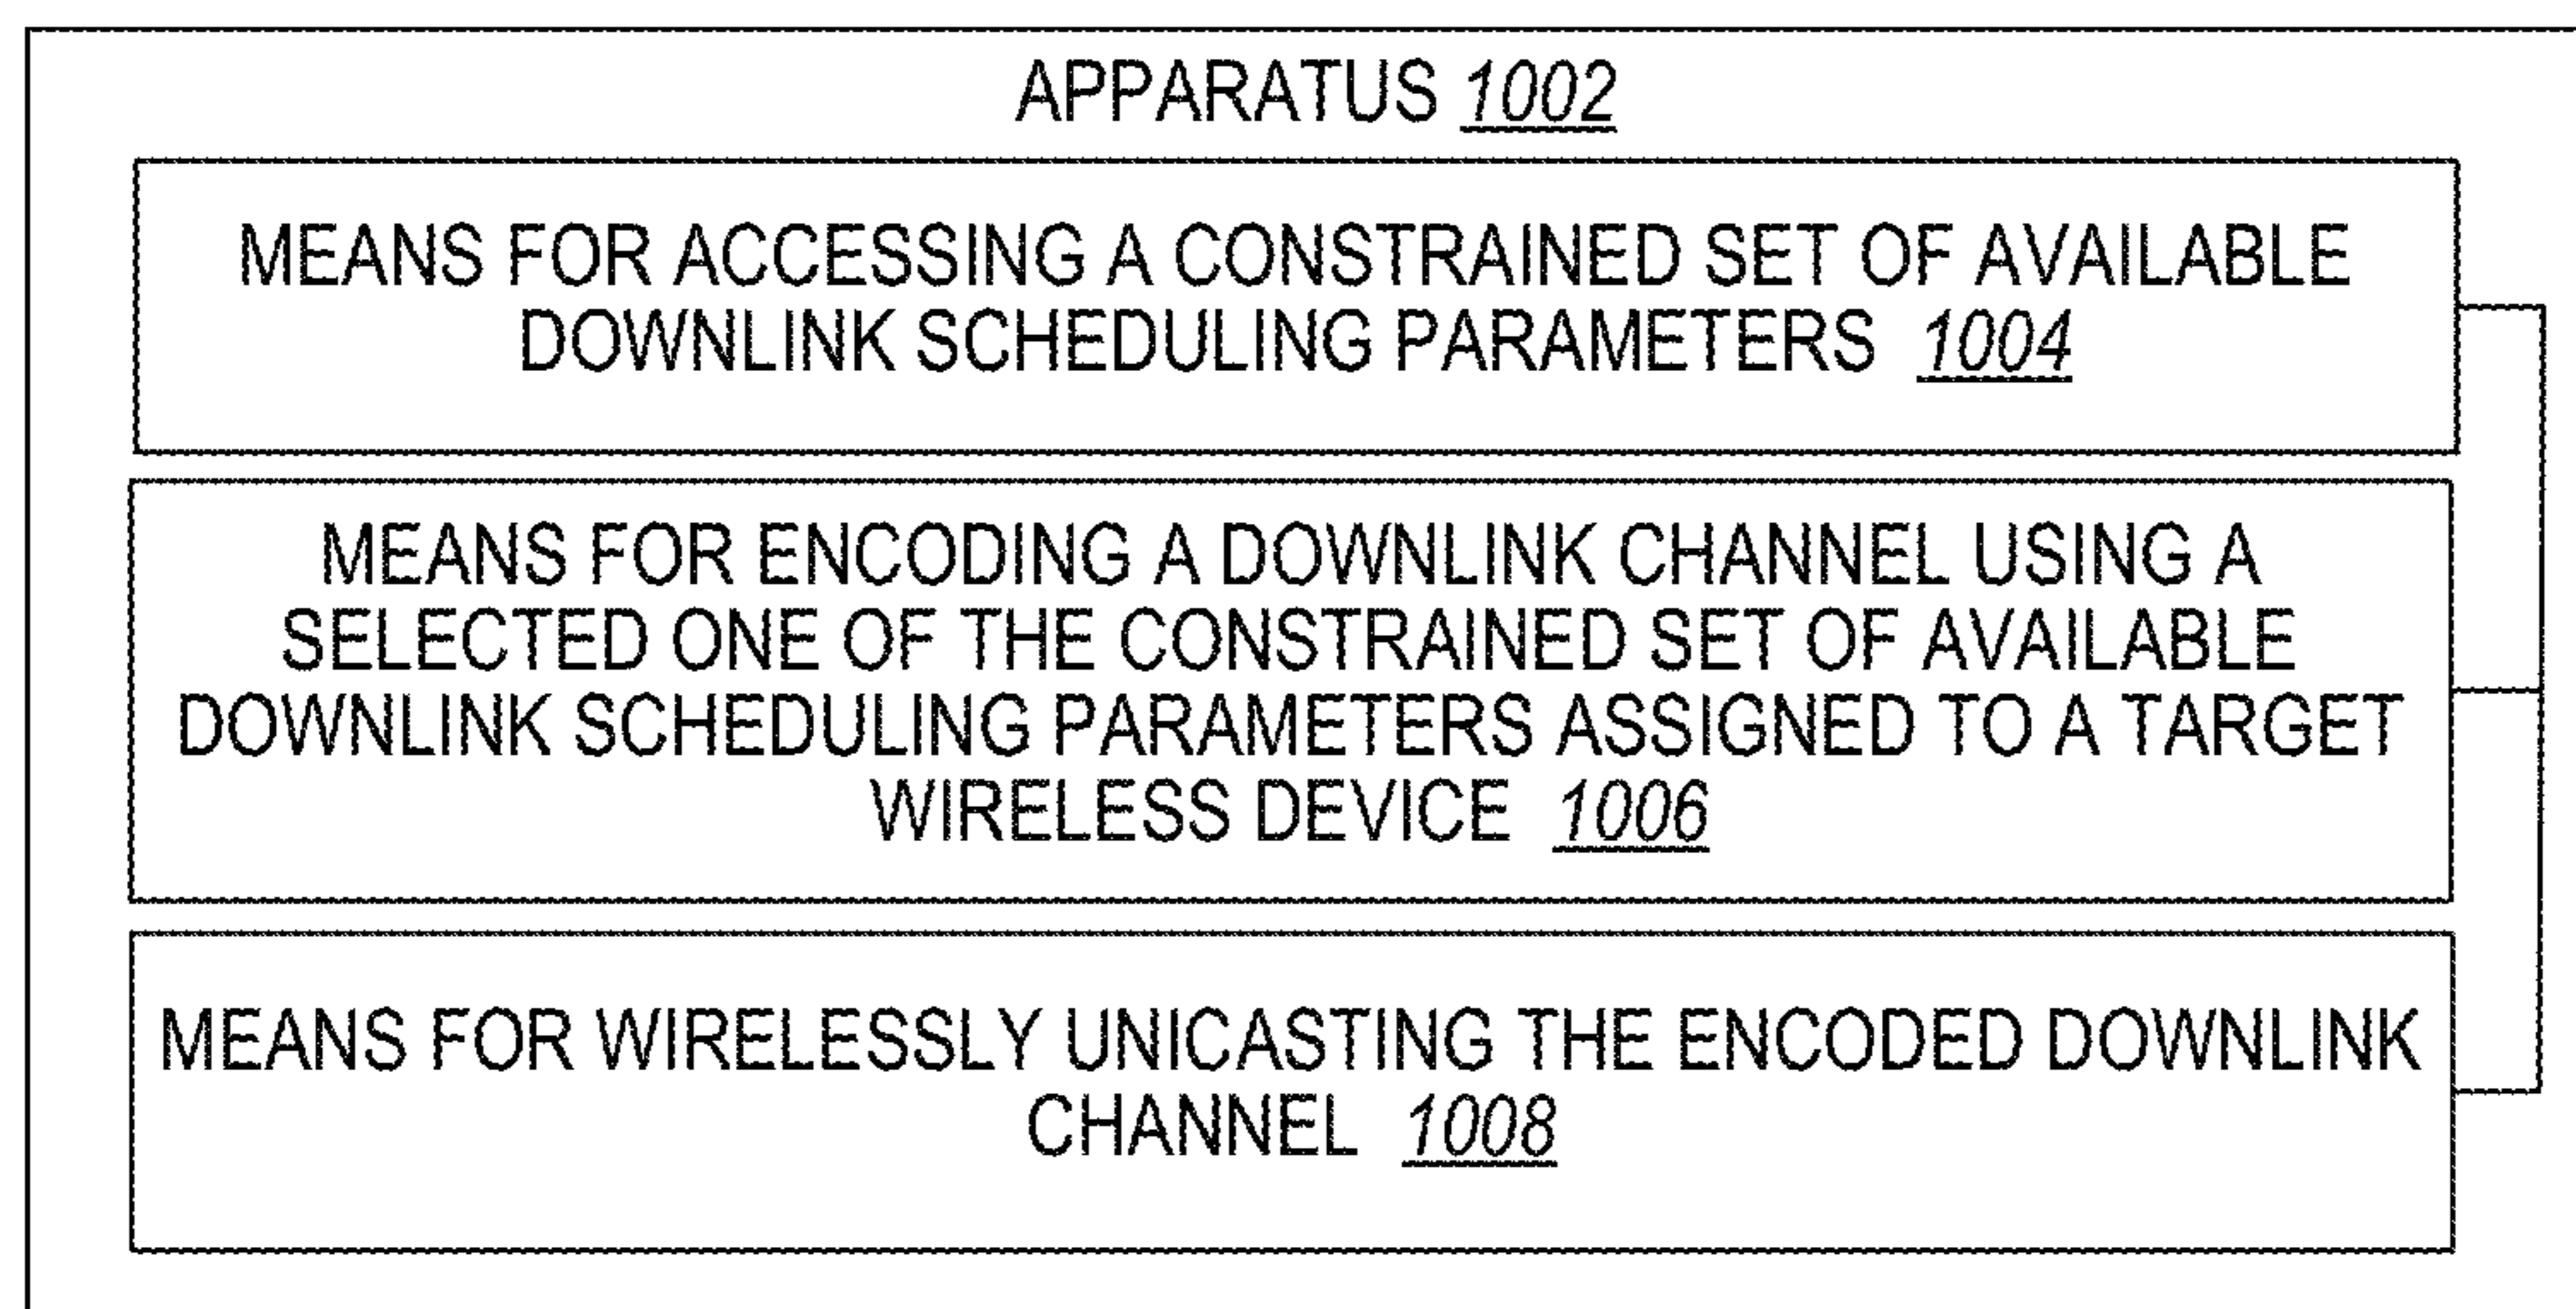 APPARATUS 1002
MEANS FOR ACCESSING A CONSTRAINED SET OF AVAILABLE
DOWNLINK SCHEDULING PARAMETERS 1004
MEANS FOR ENCODING A DOWNLINK CHANNEL USING A
SELECTED ONE OF THE CONSTRAINED SET OF AVAILABLE
DOWNLINK SCHEDULING PARAMETERS ASSIGNED TO A TARGET
WIRELESS DEVICE 1006
MEANS FOR WIRELESSLY UNICASTING THE ENCODED DOWNLINK
CHANNEL 1008